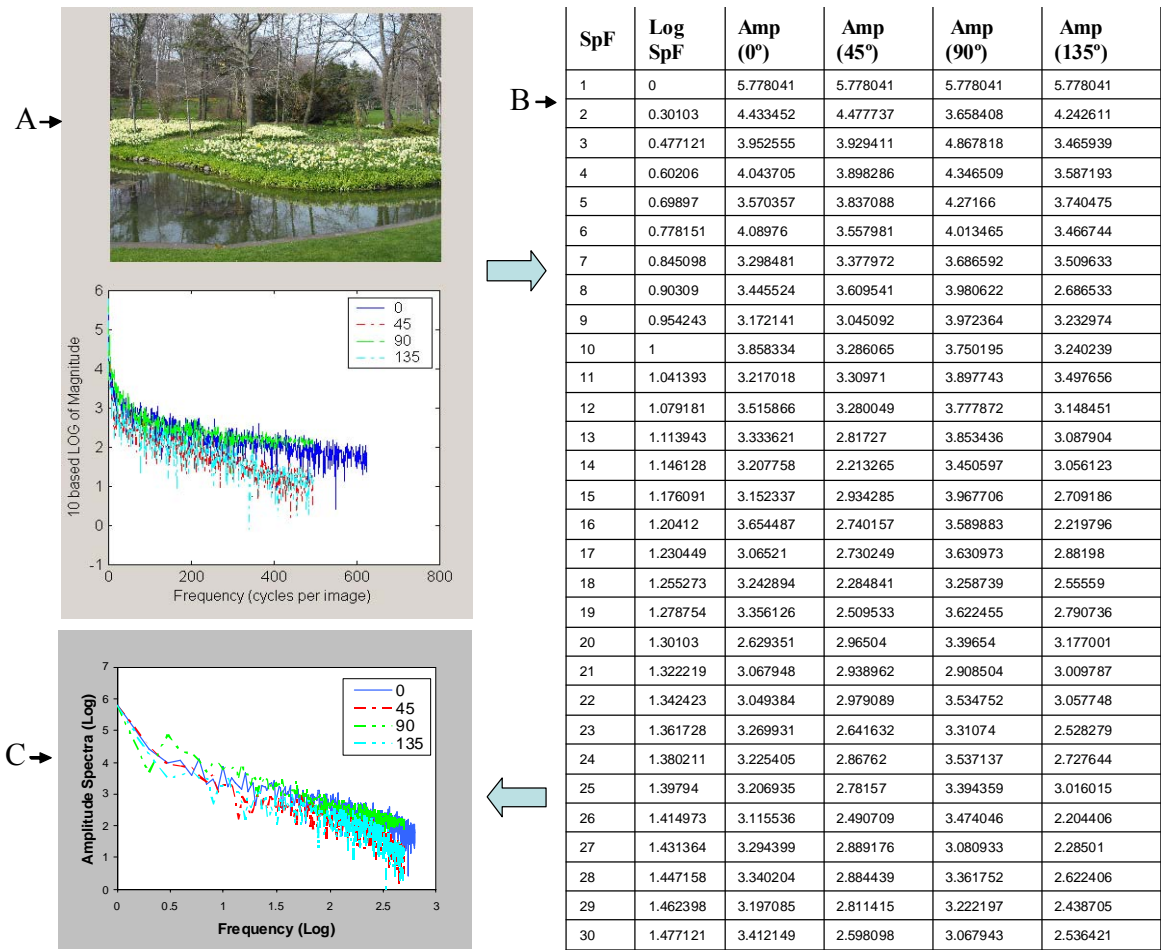 A
6
5
4
3
2
1
0
-1
10 based LOG of Magnitude
0
45
90
135
0 200 400 600 800
Frequency (cycles per image)
C
7
6
5
4
3
2
1
0
Amplitude Spectra (Log)
0
45
90
135
0 0.5 1 1.5 2 2.5 3
Frequency (Log)
B
SpF Log SpF Amp (0º) Amp (45º) Amp (90º) Amp (135º)
1 0 5.778041 5.778041 5.778041 5.778041
2 0.30103 4.433452 4.477737 3.658408 4.242611
3 0.477121 3.952555 3.929411 4.867818 3.465939
4 0.60206 4.043705 3.898286 4.346509 3.587193
5 0.69897 3.570357 3.837088 4.27166 3.740475
6 0.778151 4.08976 3.557981 4.013465 3.466744
7 0.845098 3.298481 3.377972 3.686592 3.509633
8 0.90309 3.445524 3.609541 3.980622 2.686533
9 0.954243 3.172141 3.045092 3.972364 3.232974
10 1 3.858334 3.286065 3.750195 3.240239
11 1.041393 3.217018 3.30971 3.897743 3.497656
12 1.079181 3.515866 3.280049 3.777872 3.148451
13 1.113943 3.333621 2.81727 3.853436 3.087904
14 1.146128 3.207758 2.213265 3.450597 3.056123
15 1.176091 3.152337 2.934285 3.967706 2.709186
16 1.20412 3.654487 2.740157 3.589883 2.219796
17 1.230449 3.06521 2.730249 3.630973 2.88198
18 1.255273 3.242894 2.284841 3.258739 2.55559
19 1.278754 3.356126 2.509533 3.622455 2.790736
20 1.30103 2.629351 2.96504 3.39654 3.177001
21 1.322219 3.067948 2.938962 2.908504 3.009787
22 1.342423 3.049384 2.979089 3.534752 3.057748
23 1.361728 3.269931 2.641632 3.31074 2.528279
24 1.380211 3.225405 2.86762 3.537137 2.727644
25 1.39794 3.206935 2.78157 3.394359 3.016015
26 1.414973 3.115536 2.490709 3.474046 2.204406
27 1.431364 3.294399 2.889176 3.080933 2.28501
28 1.447158 3.340204 2.884439 3.361752 2.622406
29 1.462398 3.197085 2.811415 3.222197 2.438705
30 1.477121 3.412149 2.598098 3.067943 2.536421